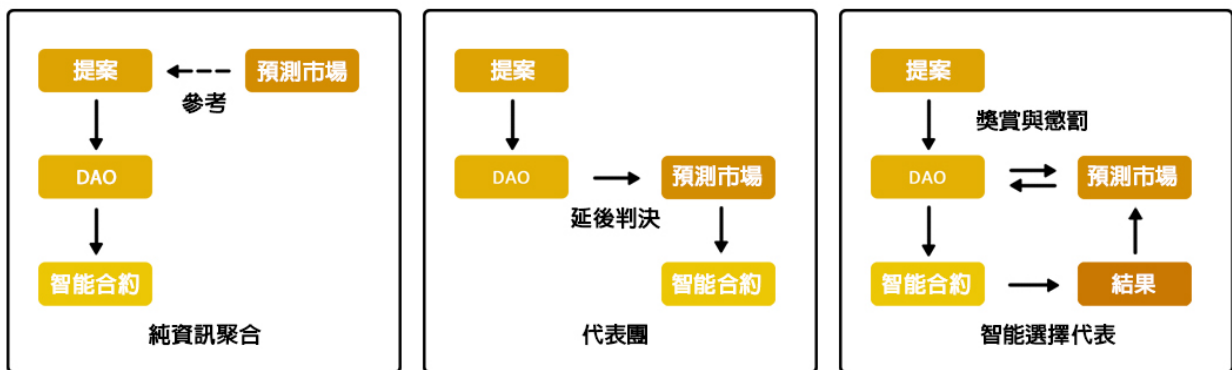 提案
預測市場
參考
DAO
智能合約
純資訊聚合
提案
DAO
預測市場
延後判決
智能合約
代表團
提案
獎賞與懲罰
DAO
預測市場
智能合約
結果
智能選擇代表